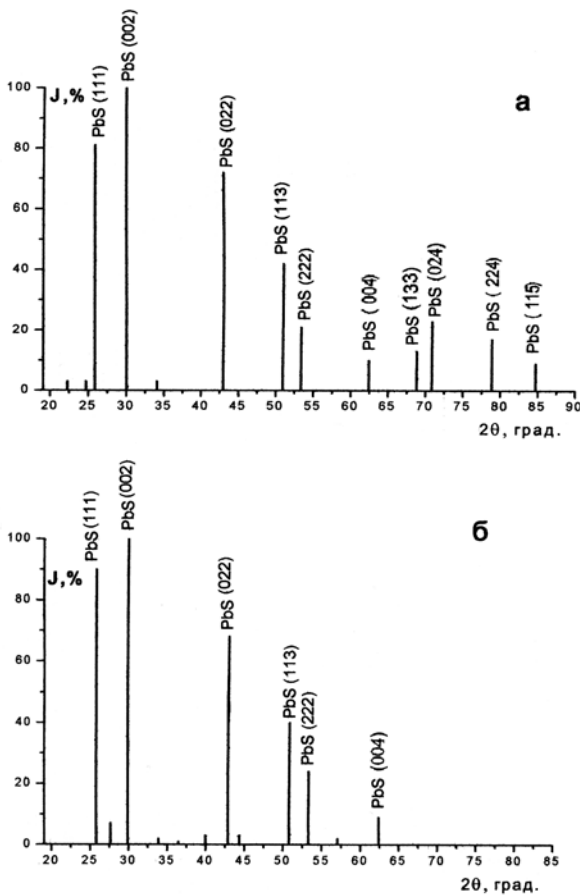 PbS (002)
PbS (111)
J,%
100
а
PbS (022)
80
60
PbS (113)
40
PbS (222)
PbS ( 004)
PbS (133)
PbS (024)
PbS ( 224)
PbS ( 115)
20
0
20 25 30 35 40 45 50 55 60 65 70 75 80 85 90
2θ, град.
PbS (111)
PbS (002)
б
100
J,%
PbS (022)
80
60
PbS (113)
PbS (222)
40
PbS (004)
20
0
20 25 30 35 40 45 50 55 60 65 70 75 80 85
2θ, град.